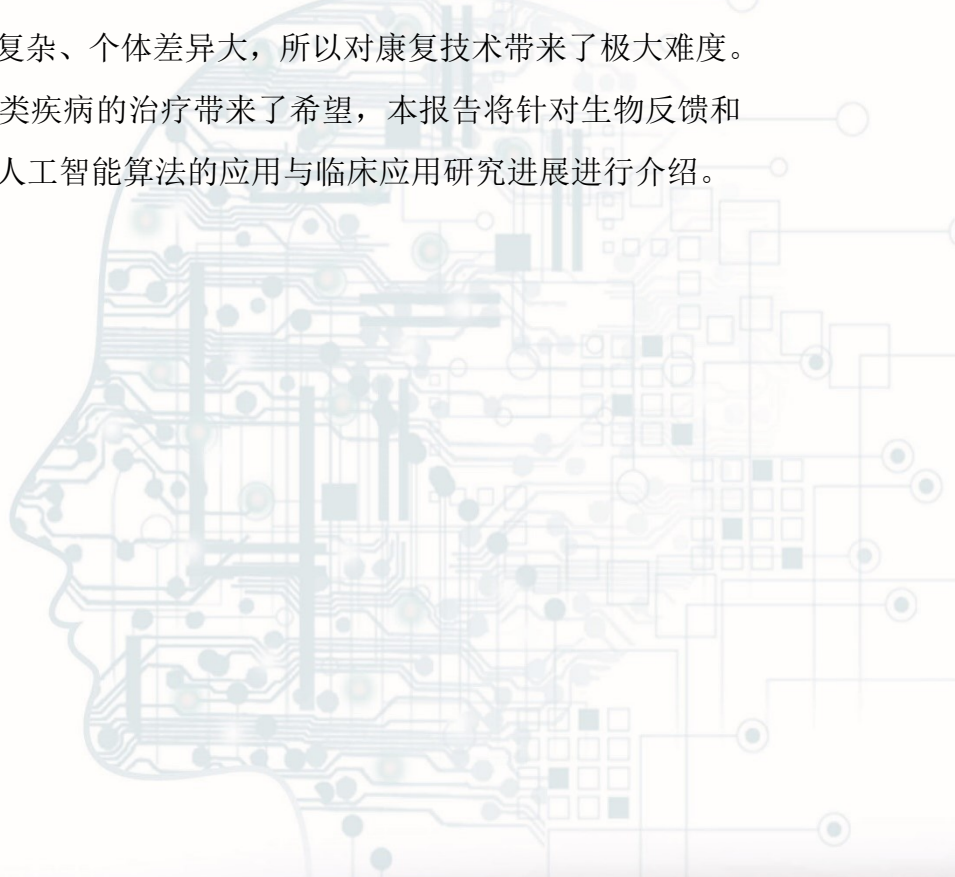 复杂、个体差异大，所以对康复技术带来了极大难度。
类疾病的治疗带来了希望，本报告将针对生物反馈和
人工智能算法的应用与临床应用研究进展进行介绍。